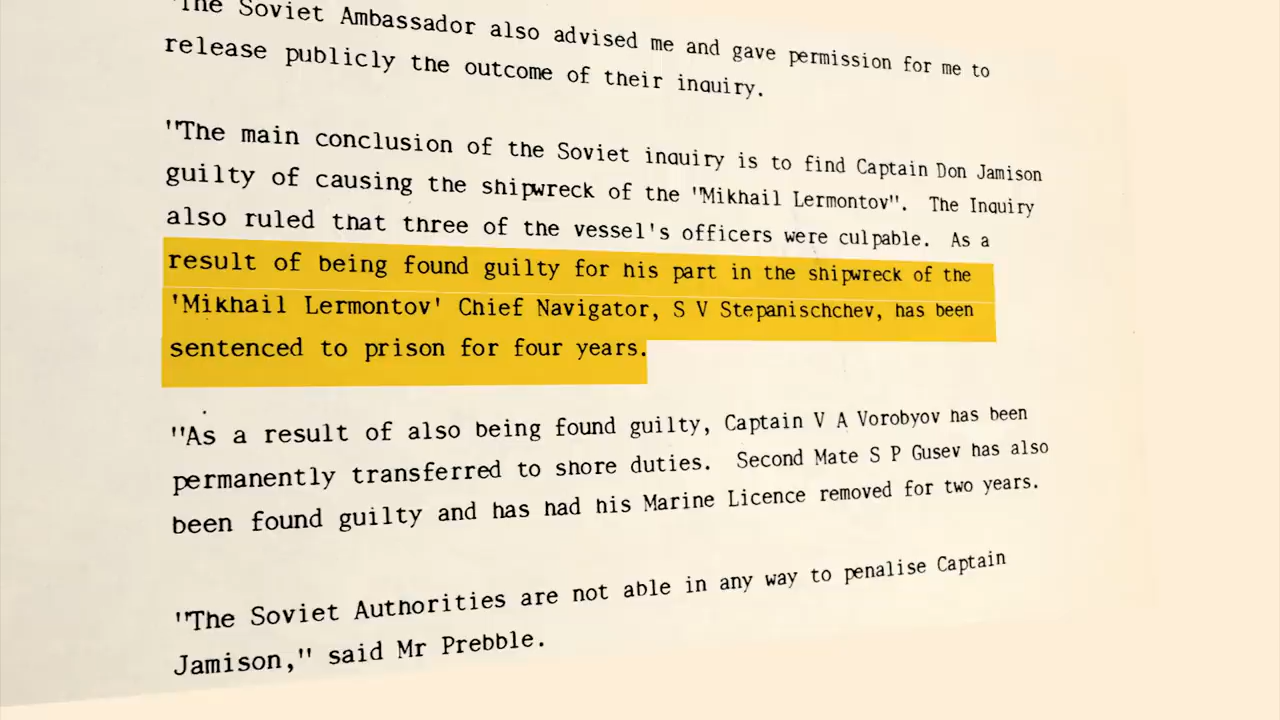 "The Soviet Ambassador also advised me and gave permission for me to
release publicly the outcome of their inquiry.
"The main conclusion of the Soviet inquiry is to find Captain Don Jamison
guilty of causing the shipwreck of the 'Mikhail Lermontov". The Inquiry
also ruled that three of the vessel's officers were culpable. As a
result of being found guilty for his part in the shipwreck of the
'Mikhail Lermontov' Chief Navigator, S V Stepanischchev, has been
sentenced to prison for four years.
"As a result of also being found guilty, Captain V A Vorobyov has been
permanently transferred to shore duties. Second Mate S P Gusev has also
been found guilty and has had his Marine Licence removed for two years.
"The Soviet Authorities are not able in any way to penalise Captain
Jamison," said Mr Prebble.